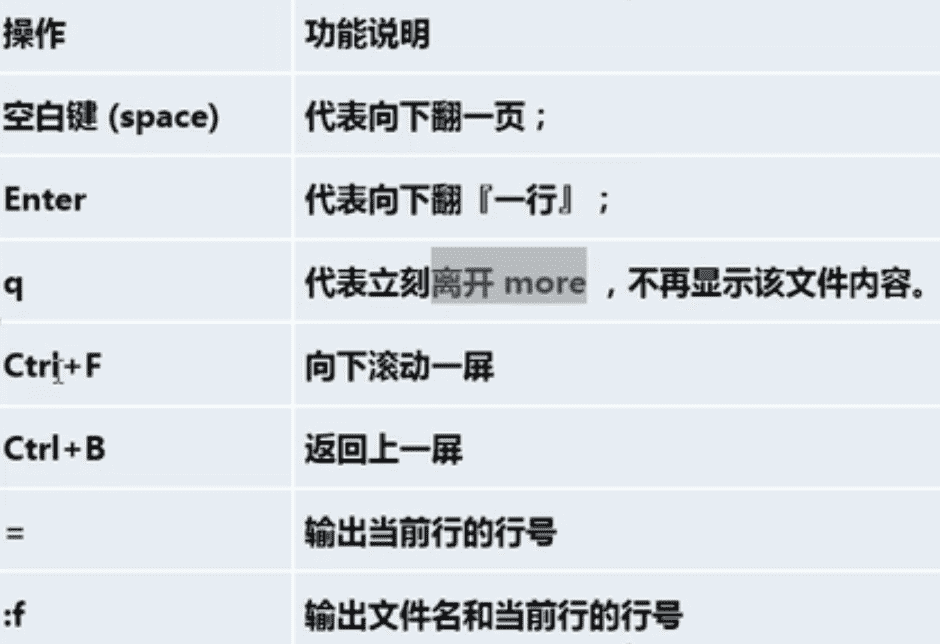 操作 功能说明
空白键 (space) 代表向下翻一页；
Enter 代表向下翻『一行』；
q 代表立刻离开 more ，不再显示该文件内容。
Ctrl+F 向下滚动一屏
Ctrl+B 返回上一屏
= 输出当前行的行号
:f 输出文件名和当前行的行号